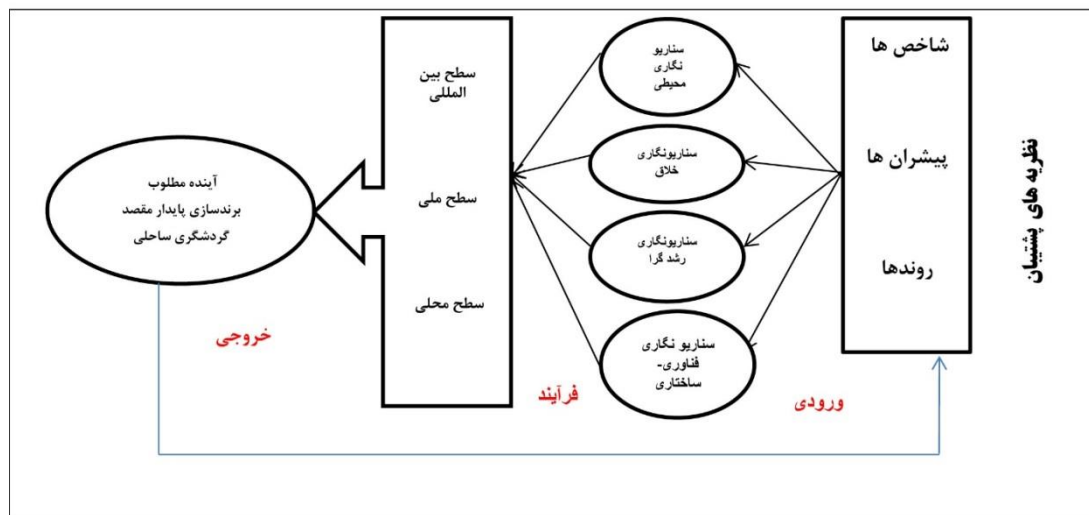 نظریه های پشتیبان
شاخص ها
پیشران ها
روندها
ورودی
سناریو
نگاری
محیطی
سناریونگاری
خلاق
سناریونگاری
رشد گرا
سناریو نگاری
فناوری-
ساختاری
فرآیند
سطح بین
المللی
سطح ملی
سطح محلی
خروجی
آینده مطلوب
برندسازی پایدار مقصد
گردشگری ساحلی